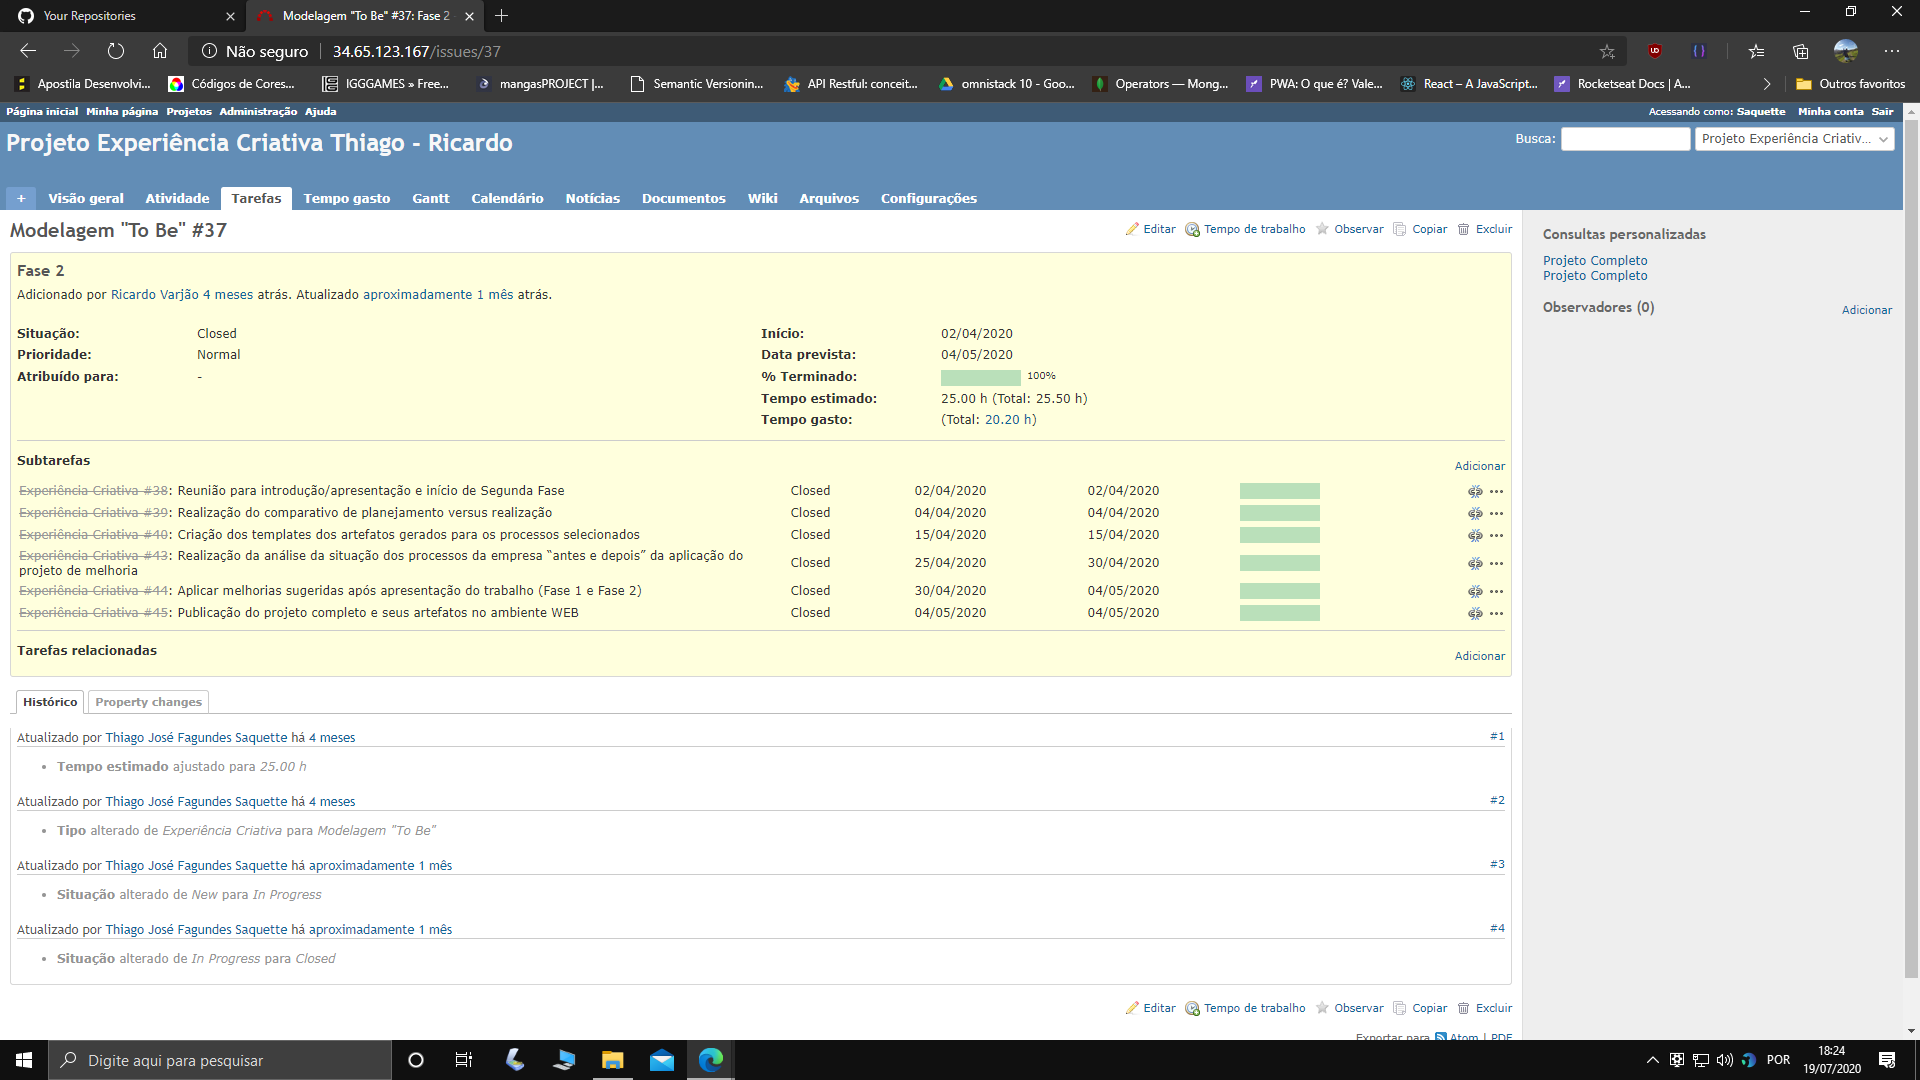 Your Repositories
Modelagem "To Be" #37: Fase 2
Não seguro 34.65.123.167/issues/37
Apostila Desenvolvi...
Códigos de Cores...
IGGGAMES » Free...
mangasPROJECT |...
Semantic Versionin...
API Restful: conceit...
omnistack 10 - Goo...
Operators — Mong...
PWA: O que é? Vale...
React – A JavaScript...
Rocketseat Docs | A...
Outros favoritos
Página inicial Minha página Projetos Administração Ajuda
Acessando como: Saquette Minha conta Sair
Projeto Experiência Criativa Thiago - Ricardo
Busca: Projeto Experiência Criativ...
+ Visão geral Atividade Tarefas Tempo gasto Gantt Calendário Notícias Documentos Wiki Arquivos Configurações
Modelagem "To Be" #37
Editar Tempo de trabalho Observar Copiar Excluir
Fase 2
Adicionado por Ricardo Varjão 4 meses atrás. Atualizado aproximadamente 1 mês atrás.
Situação: Closed Início: 02/04/2020
Prioridade: Normal Data prevista: 04/05/2020
Atribuído para: - % Terminado: 100%
Tempo estimado: 25.00 h (Total: 25.50 h)
Tempo gasto: (Total: 20.20 h)
Subtarefas
Adicionar
Experiência Criativa #38: Reunião para introdução/apresentação e início de Segunda Fase Closed 02/04/2020 02/04/2020
Experiência Criativa #39: Realização do comparativo de planejamento versus realização Closed 04/04/2020 04/04/2020
Experiência Criativa #40: Criação dos templates dos artefatos gerados para os processos selecionados Closed 15/04/2020 15/04/2020
Experiência Criativa #43: Realização da análise da situação dos processos da empresa “antes e depois” da aplicação do
projeto de melhoria Closed 25/04/2020 30/04/2020
Experiência Criativa #44: Aplicar melhorias sugeridas após apresentação do trabalho (Fase 1 e Fase 2) Closed 30/04/2020 04/05/2020
Experiência Criativa #45: Publicação do projeto completo e seus artefatos no ambiente WEB Closed 04/05/2020 04/05/2020
Tarefas relacionadas
Adicionar
Consultas personalizadas
Projeto Completo
Projeto Completo
Observadores (0) Adicionar
Histórico Property changes
Atualizado por Thiago José Fagundes Saquette há 4 meses #1
• Tempo estimado ajustado para 25.00 h
Atualizado por Thiago José Fagundes Saquette há 4 meses #2
• Tipo alterado de Experiência Criativa para Modelagem "To Be"
Atualizado por Thiago José Fagundes Saquette há aproximadamente 1 mês #3
• Situação alterado de New para In Progress
Atualizado por Thiago José Fagundes Saquette há aproximadamente 1 mês #4
• Situação alterado de In Progress para Closed
Editar Tempo de trabalho Observar Copiar Excluir
Exportar para Atom | PDF
Digite aqui para pesquisar
POR
18:24
19/07/2020